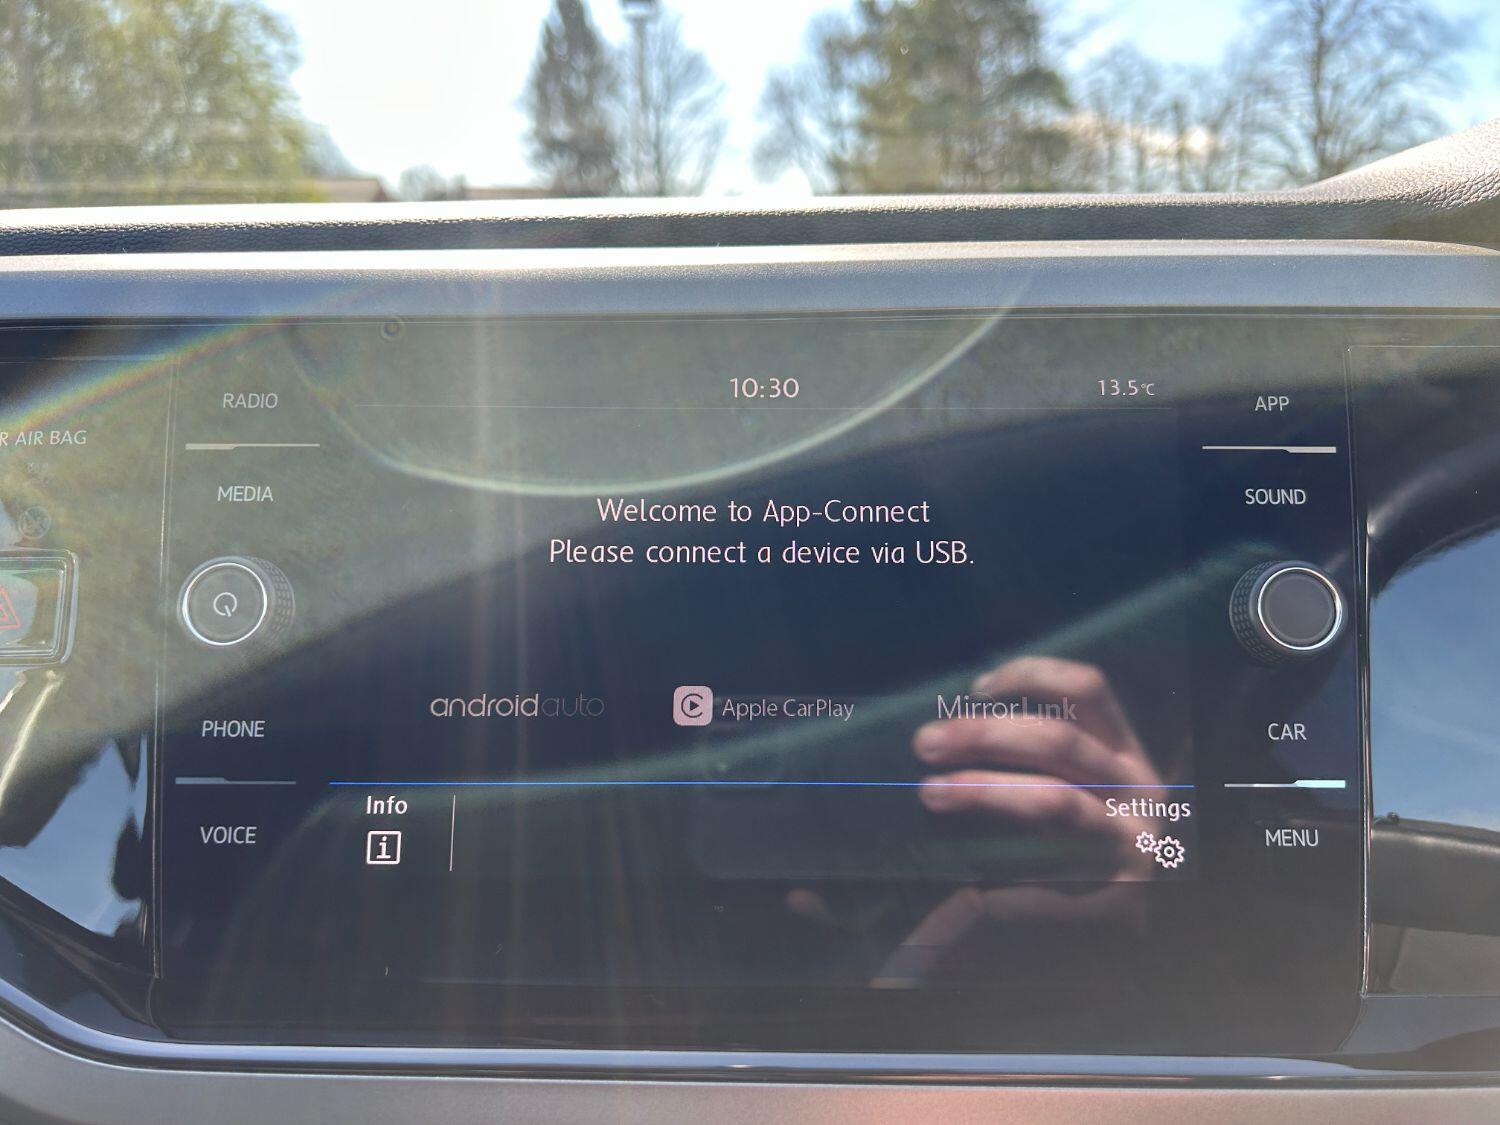 10:30
13.5°C
RADIO
APP
R AIR BAG
MEDIA
SOUND
Welcome to App-Connect
Please connect a device via USB.
androidauto
Apple CarPlay
MirrorLink
PHONE
CAR
Info
Settings
VOICE
MENU